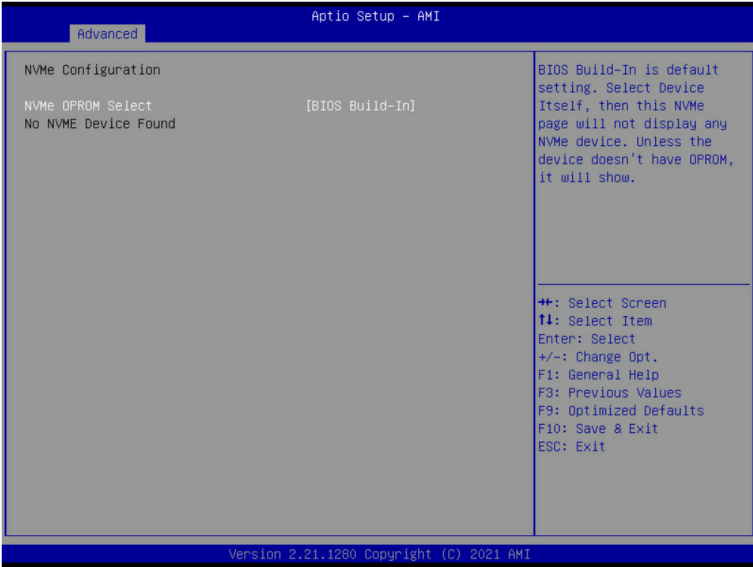 Aptio Setup – AMI
Advanced
NVMe Configuration
NVMe OPROM Select [BIOS Build-In]
No NVME Device Found
BIOS Build-In is default
setting. Select Device
Itself, then this NVMe
page will not display any
NVMe device. Unless the
device doesn't have OPROM,
it will show.
→←: Select Screen
↑↓: Select Item
Enter: Select
+/-: Change Opt.
F1: General Help
F3: Previous Values
F9: Optimized Defaults
F10: Save & Exit
ESC: Exit
Version 2.21.1280 Copyright (C) 2021 AMI